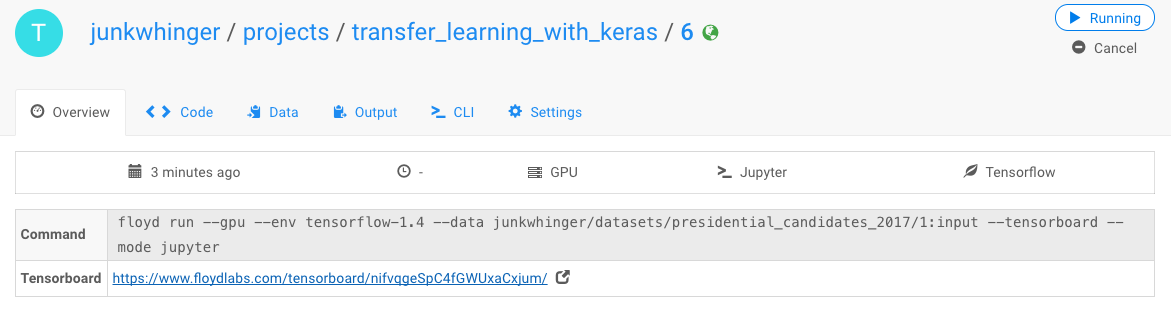 T
junkwhinger / projects / transfer_learning_with_keras / 6
Running
Cancel
Overview
Code
Data
Output
CLI
Settings
3 minutes ago
-
GPU
Jupyter
Tensorflow
Command
floyd run --gpu --env tensorflow-1.4 --data junkwhinger/datasets/presidential_candidates_2017/1:input --tensorboard --
mode jupyter
Tensorboard
https://www.floydlabs.com/tensorboard/nifvqgeSpC4fGWUxaCxjum/